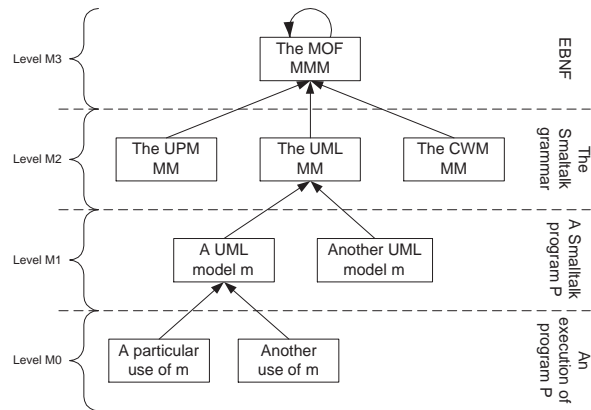 Level M3
The MOF
MMM
EBNF
Level M2
The UPM
MM
The UML
MM
The CWM
MM
The
Smaltalk
grammar
Level M1
A UML
model m
Another UML
model m
A Smalltalk
program P
Level M0
A particular
use of m
Another
use of m
An
execution of
program P